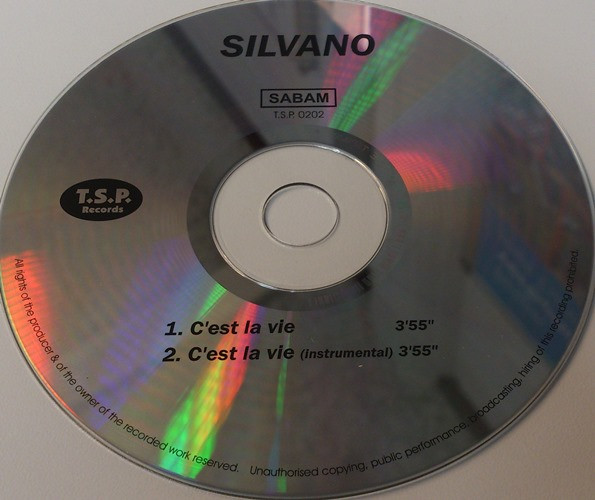 SILVANO
SABAM
T.S.P. 0202
T.S.P.
Records
1. C'est la vie 3'55"
2. C'est la vie (instrumental) 3'55"
All rights of the producer & of the owner of the recorded work reserved. Unauthorised copying, public performance, broadcasting, hiring of this recording prohibited.